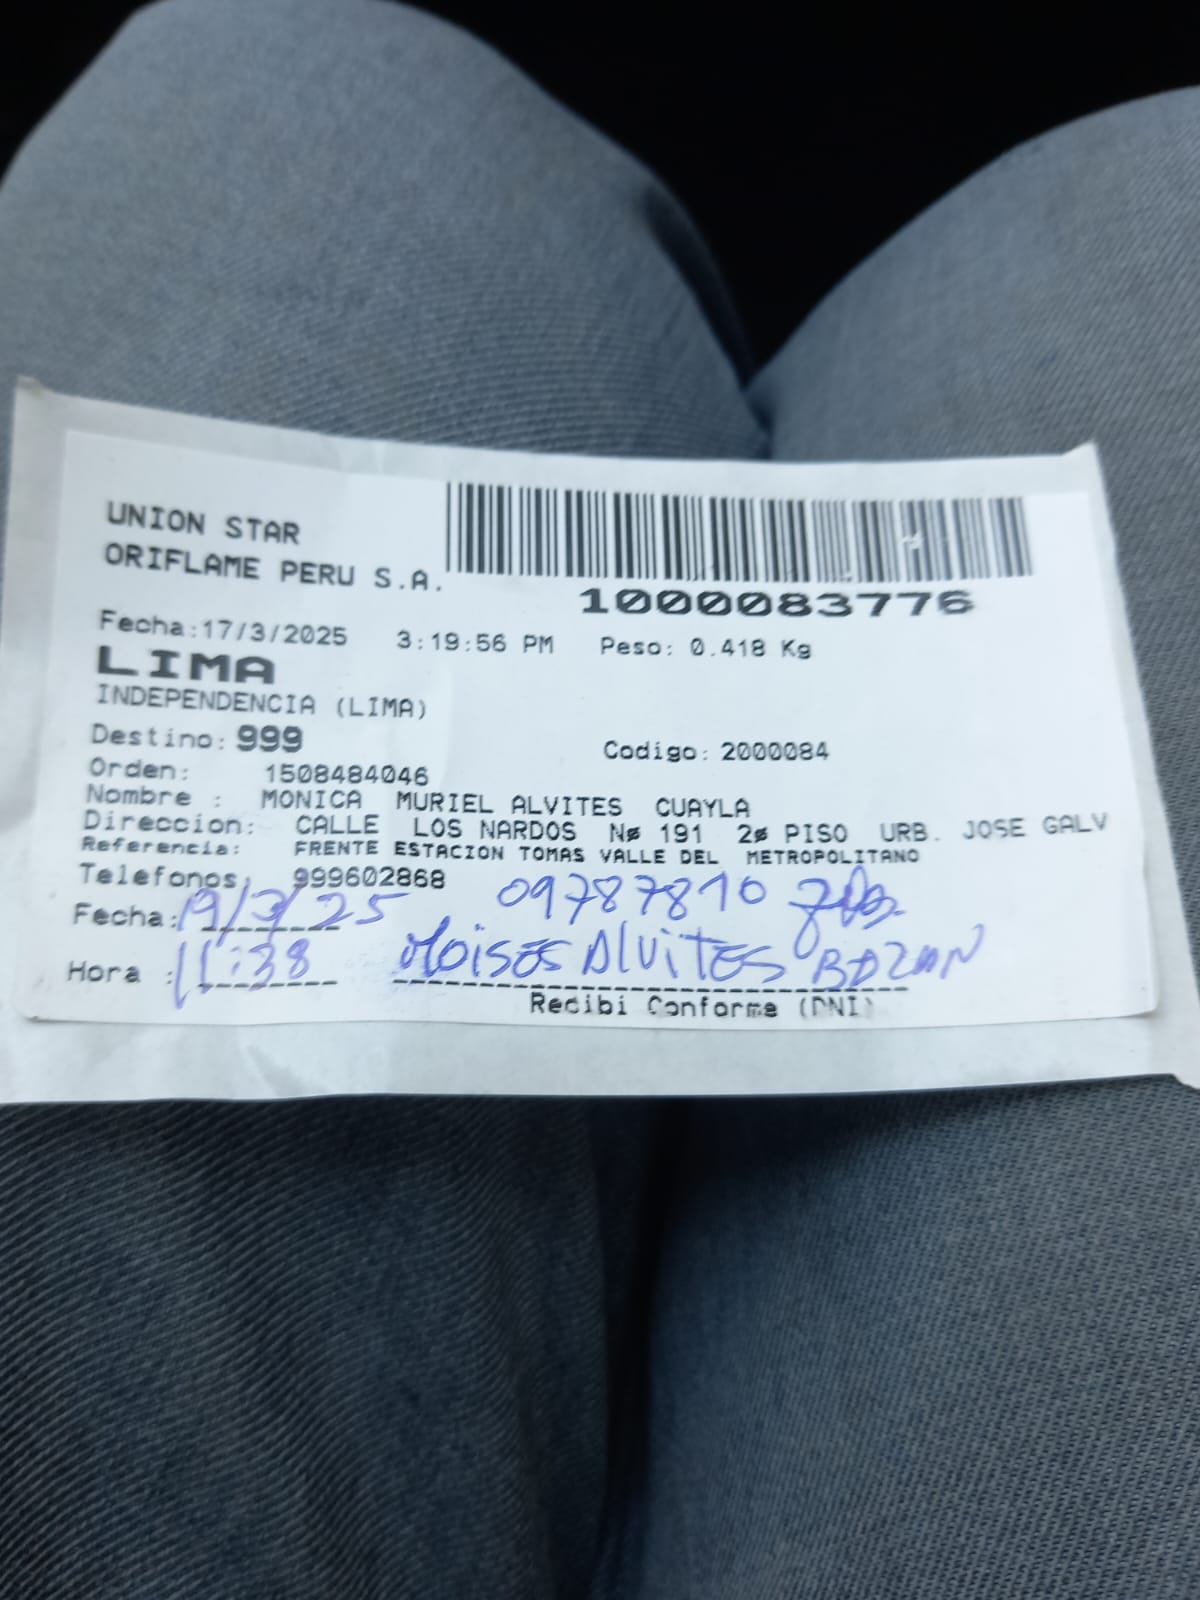 UNION STAR
ORIFLAME PERU S.A.
1000083776
Fecha:17/3/2025 3:19:56 PM Peso: 0.418 Kg
LIMA
INDEPENDENCIA (LIMA)
Destino: 999 Codigo: 2000084
Orden: 1508484046
Nombre : MONICA MURIEL ALVITES CUAYLA
Direccion: CALLE LOS NARDOS Nø 191 2ø PISO URB. JOSE GALV
Referencia: FRENTE ESTACION TOMAS VALLE DEL METROPOLITANO
Telefonos: 999602868
Fecha: 19/3/25 09787810
Hora : 11:38 MOISES AlviTES BAZAN
Recibi Conforme (DNI)